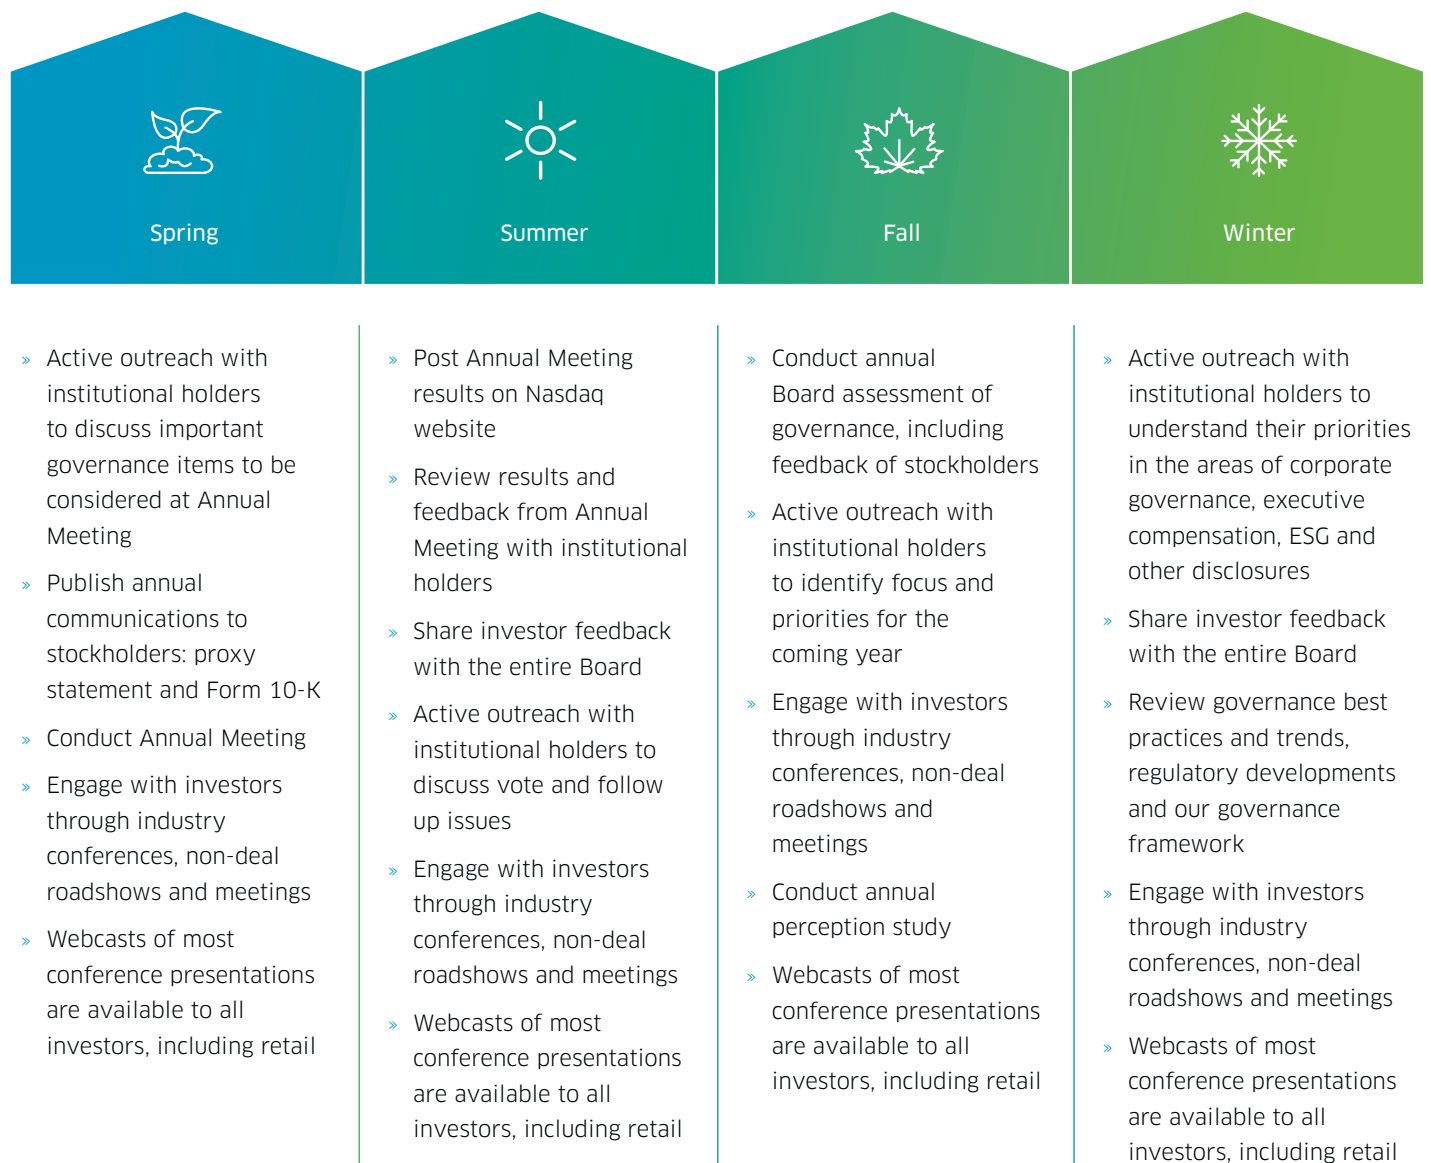 Spring
Summer
Fall
Winter
» Active outreach with
institutional holders
to discuss important
governance items to be
considered at Annual
Meeting
» Publish annual
communications to
stockholders: proxy
statement and Form 10-K
» Conduct Annual Meeting
» Engage with investors
through industry
conferences, non-deal
roadshows and meetings
» Webcasts of most
conference presentations
are available to all
investors, including retail
» Post Annual Meeting
results on Nasdaq
website
» Review results and
feedback from Annual
Meeting with institutional
holders
» Share investor feedback
with the entire Board
» Active outreach with
institutional holders to
discuss vote and follow
up issues
» Engage with investors
through industry
conferences, non-deal
roadshows and meetings
» Webcasts of most
conference presentations
are available to all
investors, including retail
» Conduct annual
Board assessment of
governance, including
feedback of stockholders
» Active outreach with
institutional holders
to identify focus and
priorities for the
coming year
» Engage with investors
through industry
conferences, non-deal
roadshows and
meetings
» Conduct annual
perception study
» Webcasts of most
conference presentations
are available to all
investors, including retail
» Active outreach with
institutional holders to
understand their priorities
in the areas of corporate
governance, executive
compensation, ESG and
other disclosures
» Share investor feedback
with the entire Board
» Review governance best
practices and trends,
regulatory developments
and our governance
framework
» Engage with investors
through industry
conferences, non-deal
roadshows and meetings
» Webcasts of most
conference presentations
are available to all
investors, including retail